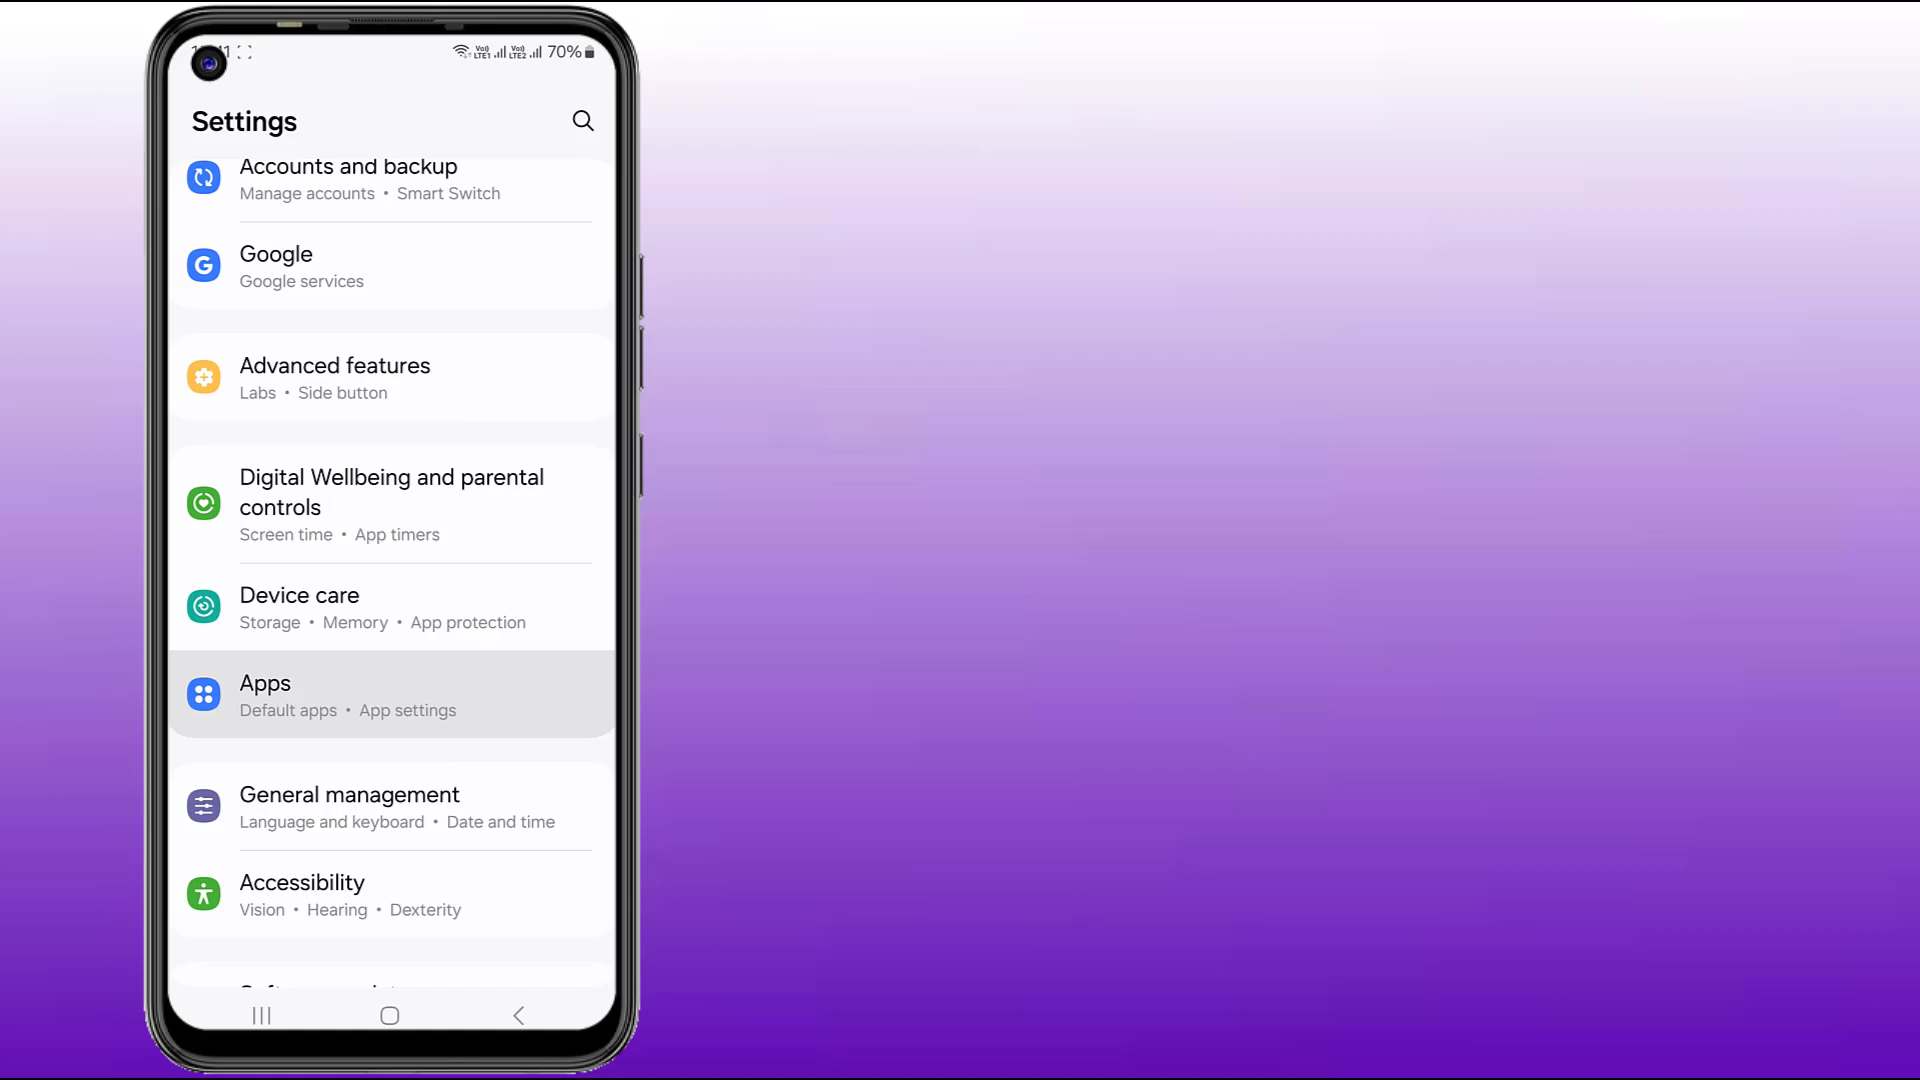 70%
Settings
Accounts and backup
Manage accounts • Smart Switch
Google
Google services
Advanced features
Labs • Side button
Digital Wellbeing and parental
controls
Screen time • App timers
Device care
Storage • Memory • App protection
Apps
Default apps • App settings
General management
Language and keyboard • Date and time
Accessibility
Vision • Hearing • Dexterity